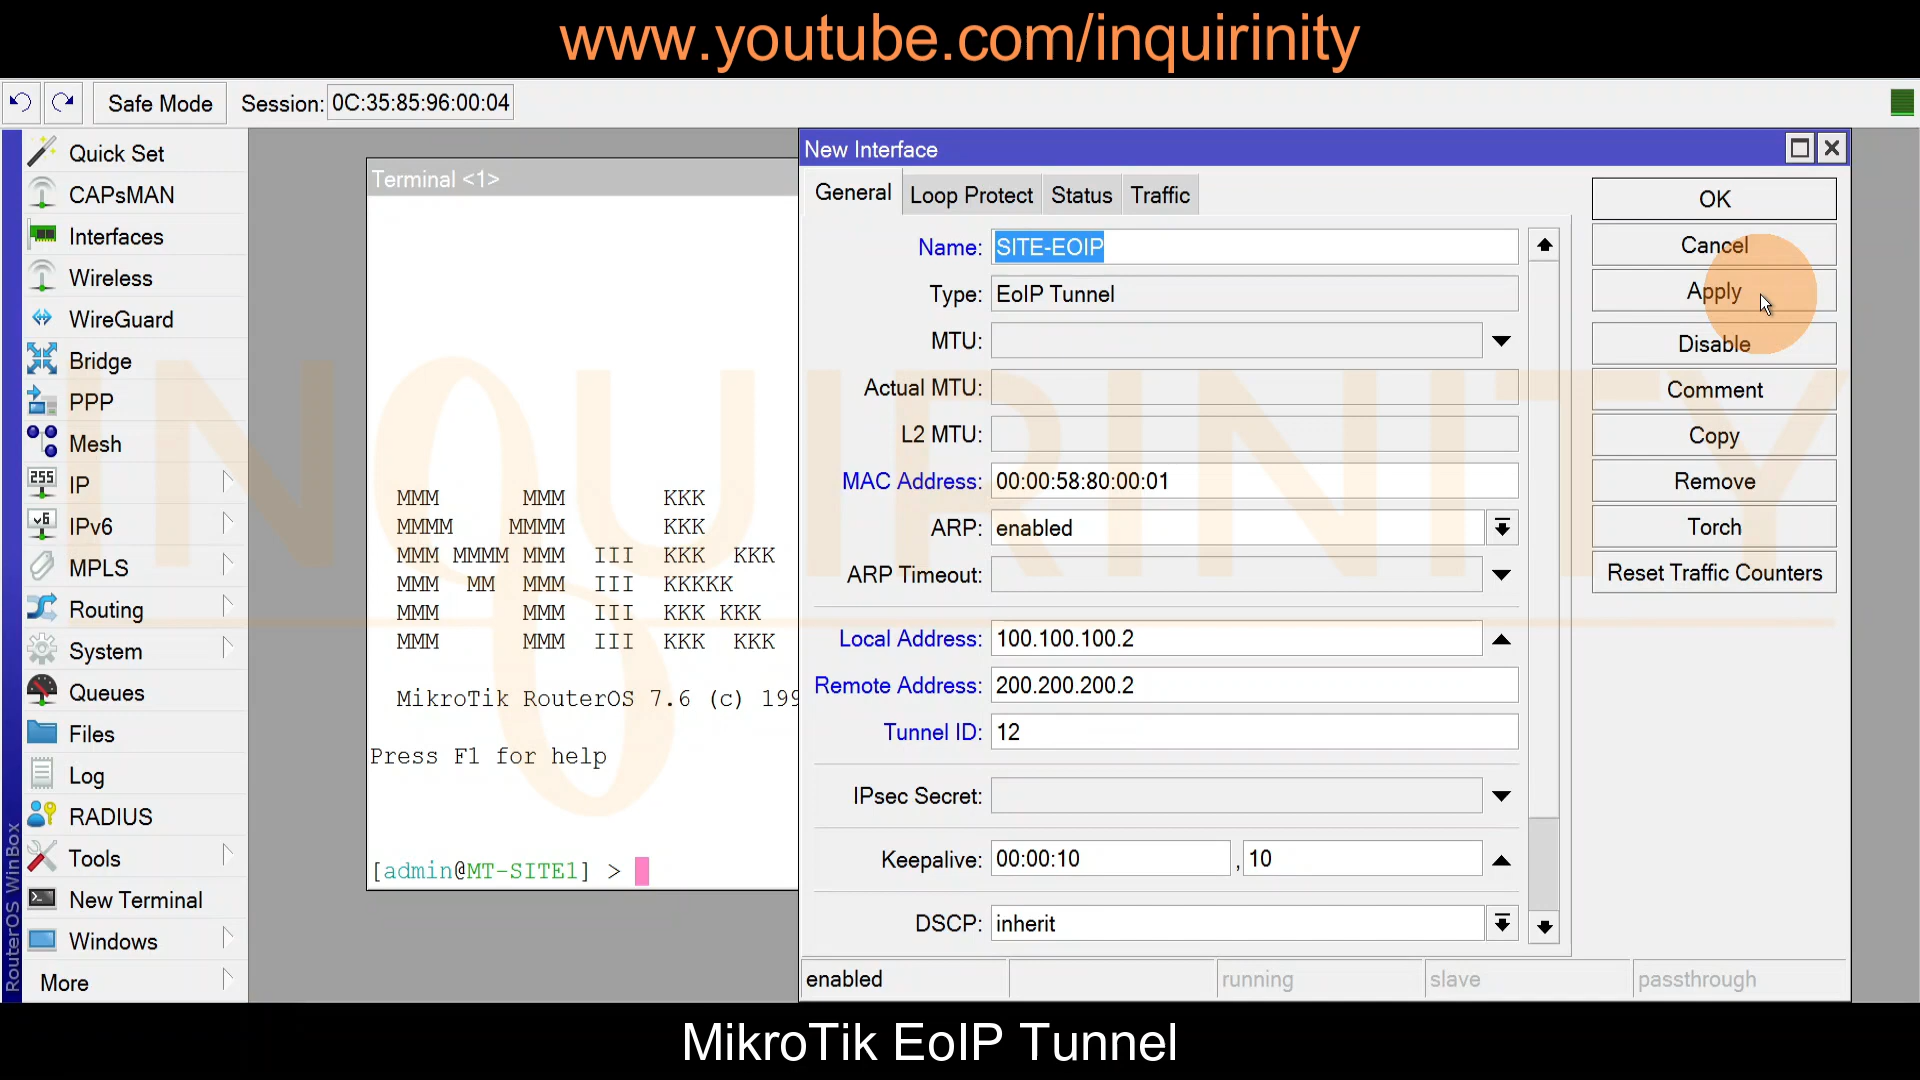 www.youtube.com/inquirinity
Safe Mode Session: 0C:35:85:96:00:04
Quick Set
CAPsMAN
Interfaces
Wireless
WireGuard
Bridge
PPP
Mesh
255 IP
v6 IPv6
MPLS
Routing
System
Queues
Files
Log
RADIUS
Tools
New Terminal
Windows
More
RouterOS WinBox
Terminal <1>
MMM MMM KKK
MMMM MMMM KKK
MMM MMMM MMM III KKK KKK
MMM MM MMM III KKKKK
MMM MMM III KKK KKK
MMM MMM III KKK KKK
MikroTik RouterOS 7.6 (c) 199
Press F1 for help
[admin@MT-SITE1] >
New Interface
General Loop Protect Status Traffic
Name: SITE-EOIP
Type: EoIP Tunnel
MTU:
Actual MTU:
L2 MTU:
MAC Address: 00:00:58:80:00:01
ARP: enabled
ARP Timeout:
Local Address: 100.100.100.2
Remote Address: 200.200.200.2
Tunnel ID: 12
IPsec Secret:
Keepalive: 00:00:10 , 10
DSCP: inherit
OK
Cancel
Apply
Disable
Comment
Copy
Remove
Torch
Reset Traffic Counters
enabled running slave passthrough
INQUIRINITY
MikroTik EoIP Tunnel